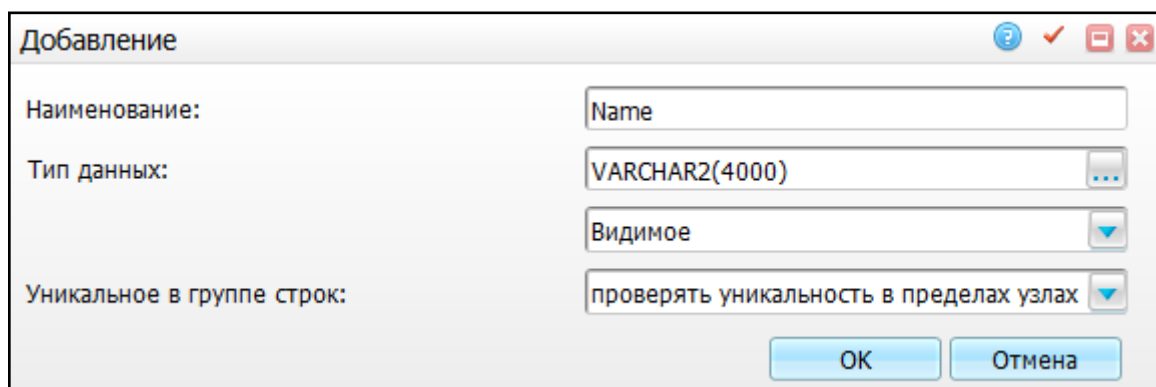 Добавление
Наименование: Name
Тип данных: VARCHAR2(4000) ...
Видимое
Уникальное в группе строк: проверять уникальность в пределах узлах
OK Отмена